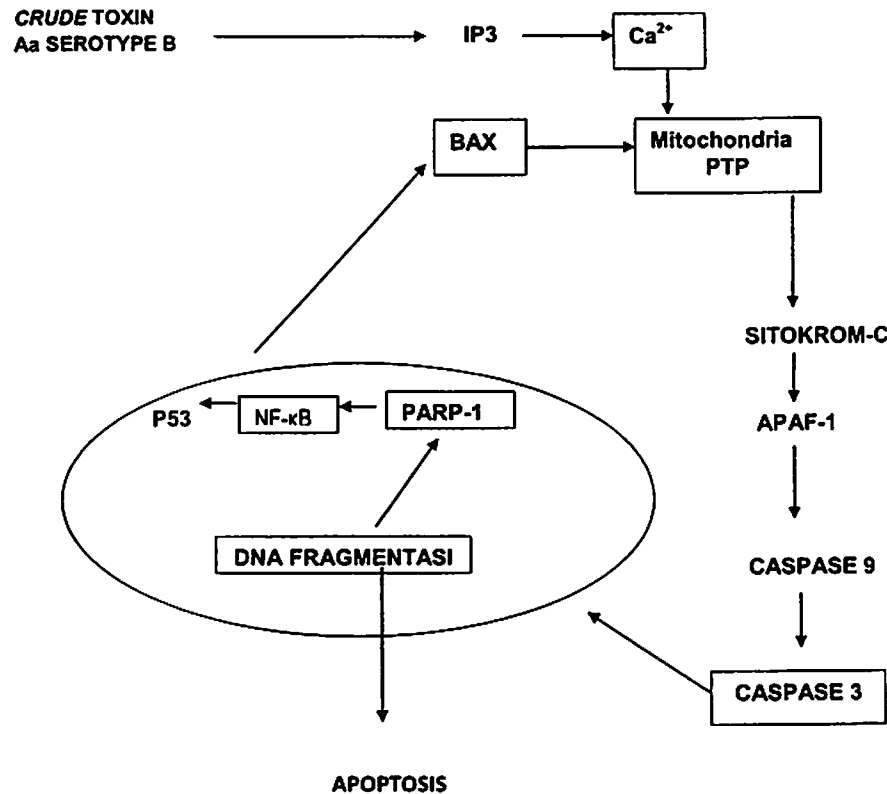 CRUDE TOXIN
Aa SEROTYPE B
IP3
Ca²⁺
BAX
Mitochondria
PTP
SITOKROM-C
P53
NF-κB
PARP-1
APAF-1
DNA FRAGMENTASI
CASPASE 9
CASPASE 3
APOPTOSIS